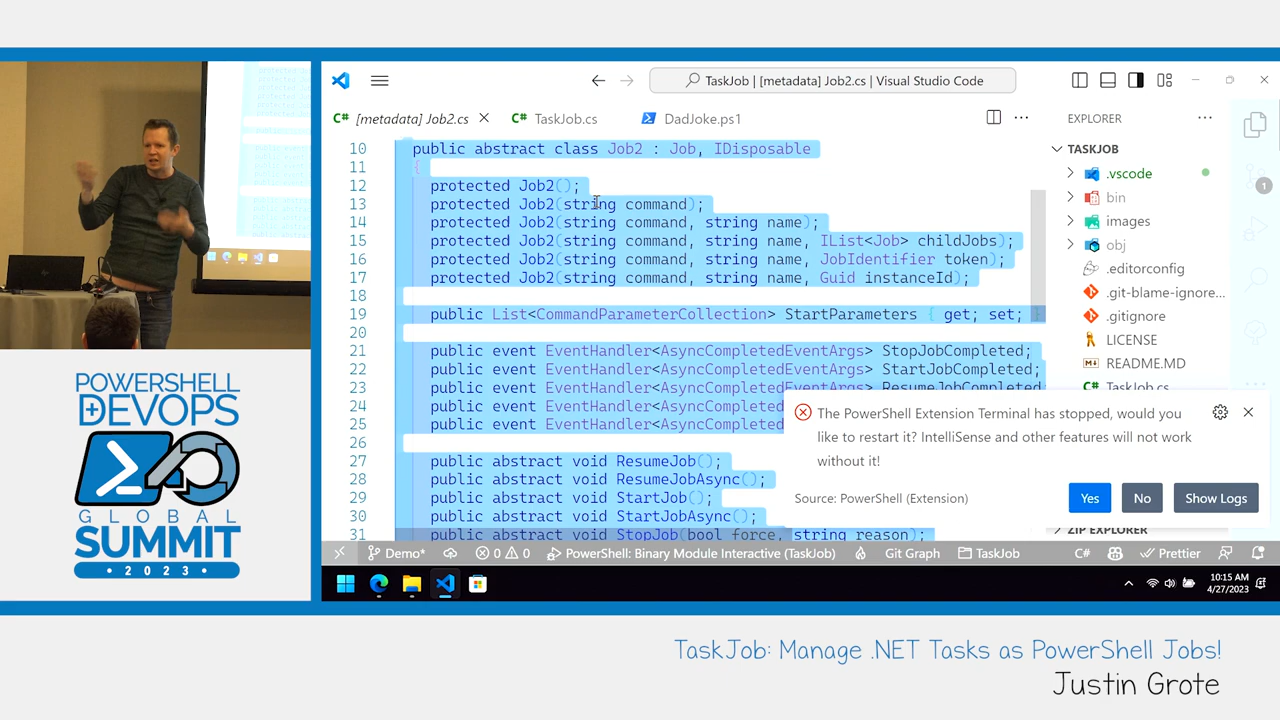 TaskJob | [metadata] Job2.cs | Visual Studio Code
C# [metadata] Job2.cs
C# TaskJob.cs
DadJoke.ps1
10 public abstract class Job2 : Job, IDisposable
11 {
12 protected Job2();
13 protected Job2(string command);
14 protected Job2(string command, string name);
15 protected Job2(string command, string name, IList<Job> childJobs);
16 protected Job2(string command, string name, JobIdentifier token);
17 protected Job2(string command, string name, Guid instanceId);
18
19 public List<CommandParameterCollection> StartParameters { get; set; }
20
21 public event EventHandler<AsyncCompletedEventArgs> StopJobCompleted;
22 public event EventHandler<AsyncCompletedEventArgs> StartJobCompleted;
23 public event EventHandler<AsyncCompletedEventArgs> ResumeJobCompleted
24 public event EventHandler<AsyncCompleted
25 public event EventHandler<AsyncCompleted
26
27 public abstract void ResumeJob();
28 public abstract void ResumeJobAsync();
29 public abstract void StartJob();
30 public abstract void StartJobAsync();
31 public abstract void StopJob(bool force, string reason);
EXPLORER
TASKJOB
.vscode
bin
images
obj
.editorconfig
.git-blame-ignore...
.gitignore
LICENSE
README.MD
C# TaskJob.cs
1
The PowerShell Extension Terminal has stopped, would you
like to restart it? IntelliSense and other features will not work
without it!
Source: PowerShell (Extension)
Yes
No
Show Logs
ZIP EXPLORER
Demo*
0
0
PowerShell: Binary Module Interactive (TaskJob)
Git Graph
TaskJob
C#
Prettier
10:15 AM
4/27/2023
POWERSHELL
+DEVOPS
GLOBAL
SUMMIT
• 2023 •
TaskJob: Manage .NET Tasks as PowerShell Jobs!
Justin Grote